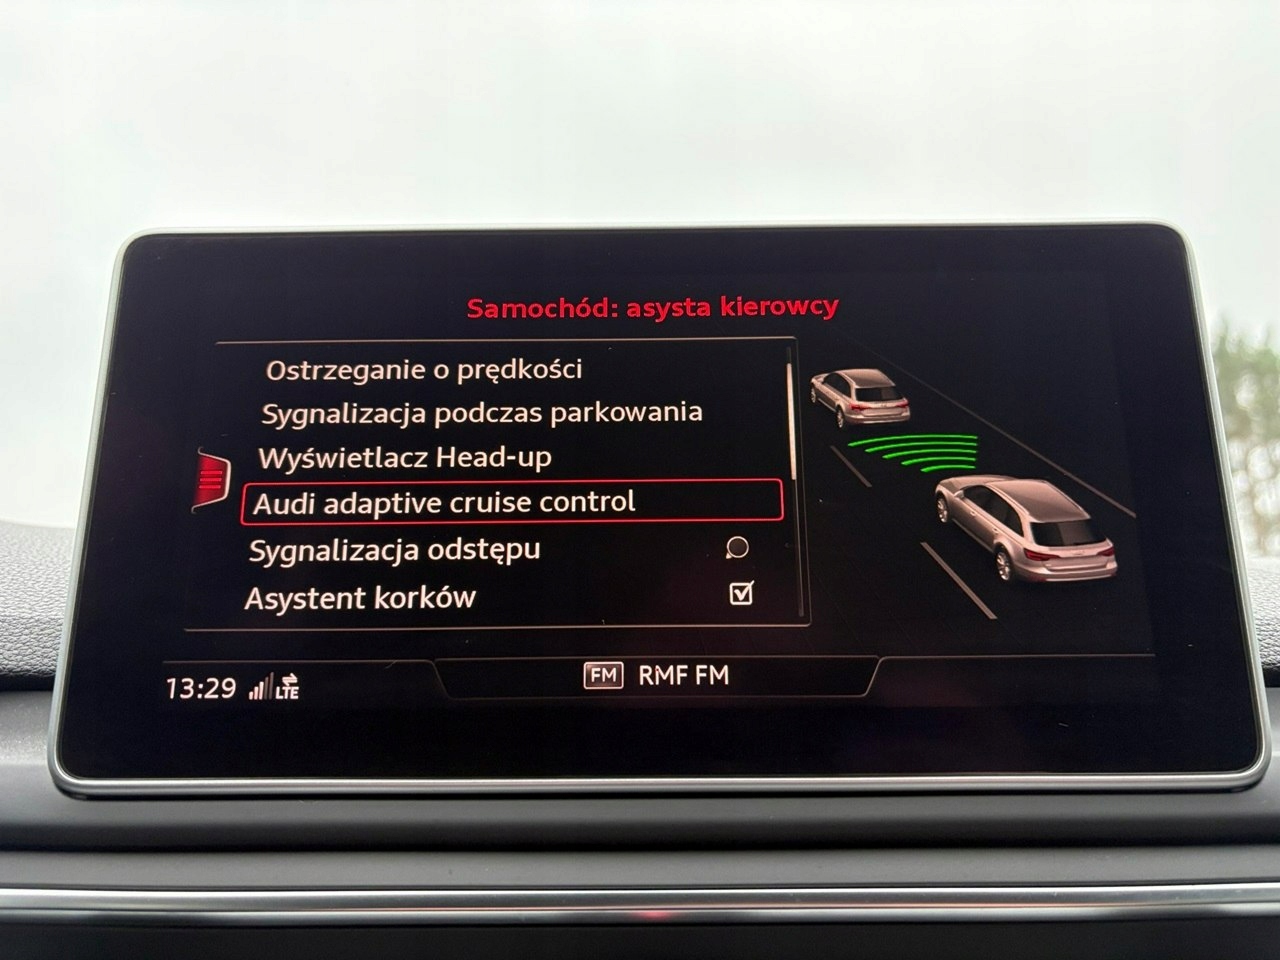 Samochód: asysta kierowcy
Ostrzeganie o prędkości
Sygnalizacja podczas parkowania
Wyświetlacz Head-up
Audi adaptive cruise control
Sygnalizacja odstępu
Asystent korków
13:29 LTE
FM RMF FM